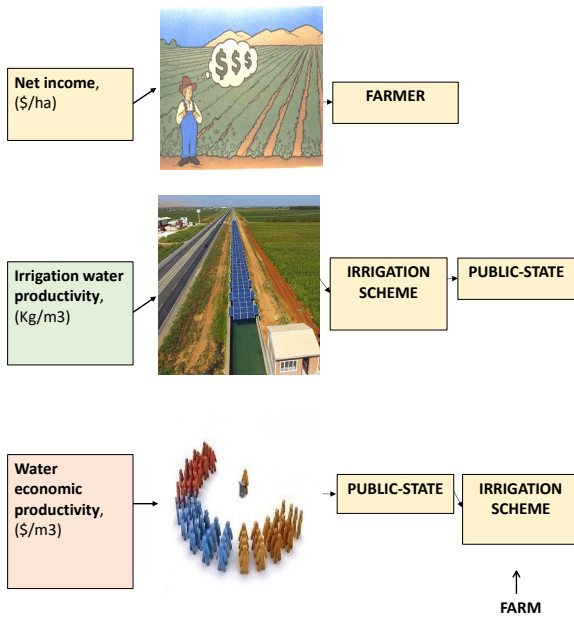 Net income,
($/ha)
$ $ $
FARMER
Irrigation water
productivity,
(Kg/m3)
IRRIGATION
SCHEME
PUBLIC-STATE
Water
economic
productivity,
($/m3)
PUBLIC-STATE
IRRIGATION
SCHEME
FARM